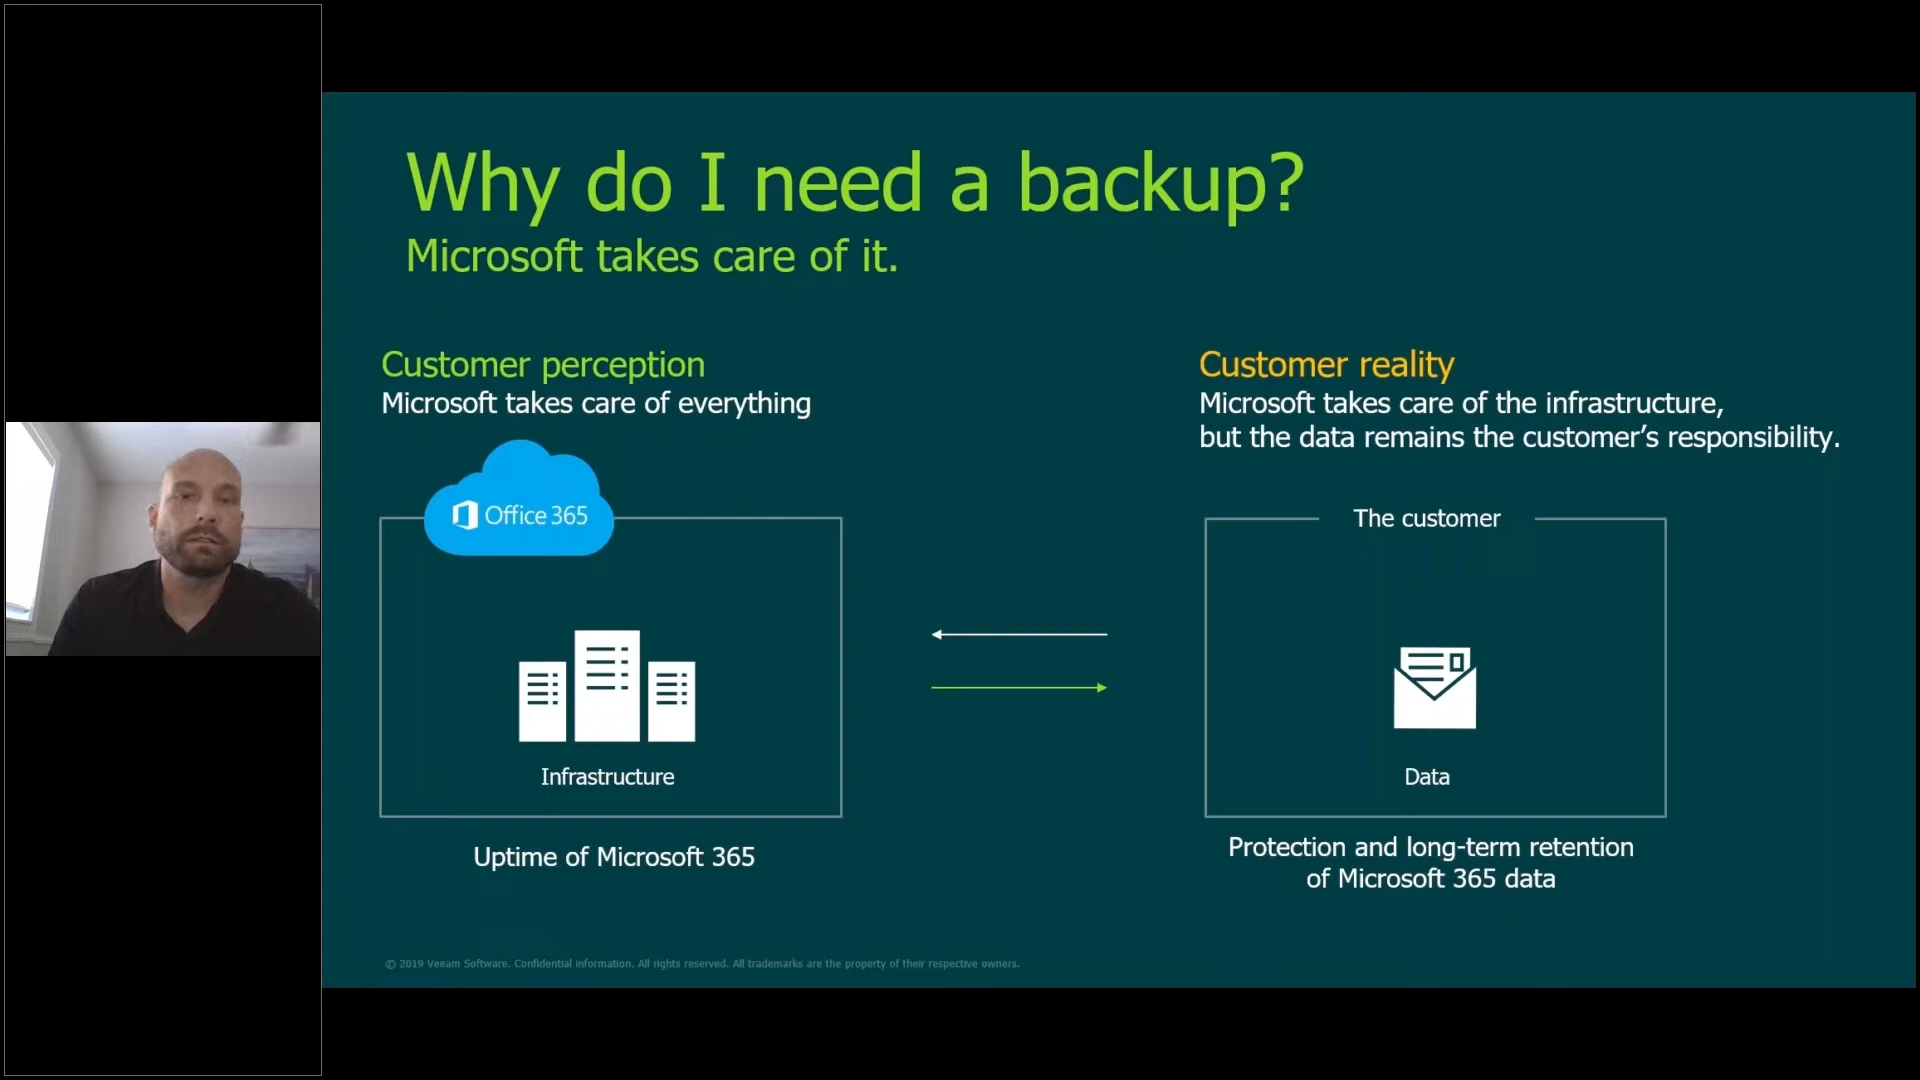 Why do I need a backup?
Microsoft takes care of it.
Customer perception
Microsoft takes care of everything
Office 365
Infrastructure
Uptime of Microsoft 365
Customer reality
Microsoft takes care of the infrastructure,
but the data remains the customer’s responsibility.
The customer
Data
Protection and long-term retention
of Microsoft 365 data
© 2019 Veeam Software. Confidential information. All rights reserved. All trademarks are the property of their respective owners.